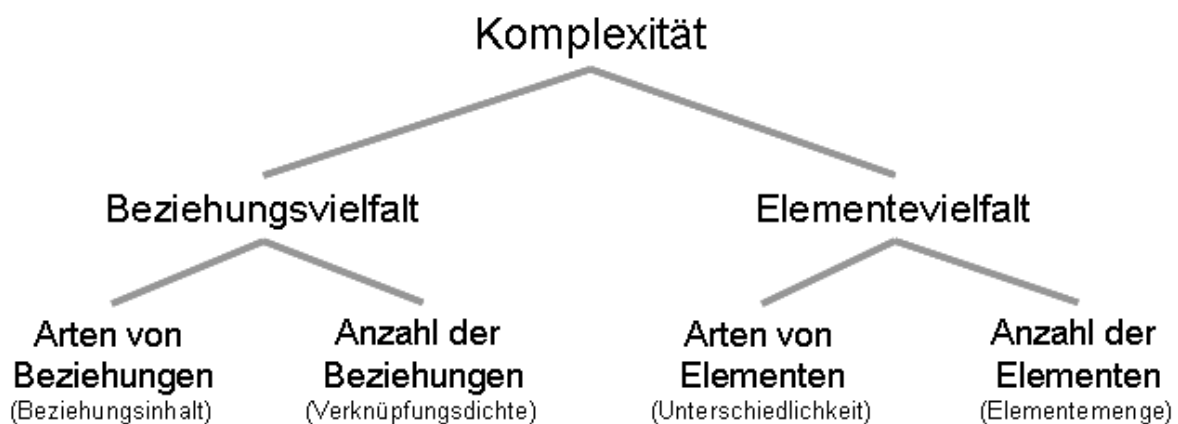 Komplexität
Beziehungsvielfalt
Elementevielfalt
Arten von
Beziehungen
(Beziehungsinhalt)
Anzahl der
Beziehungen
(Verknüpfungsdichte)
Arten von
Elementen
(Unterschiedlichkeit)
Anzahl der
Elementen
(Elementemenge)